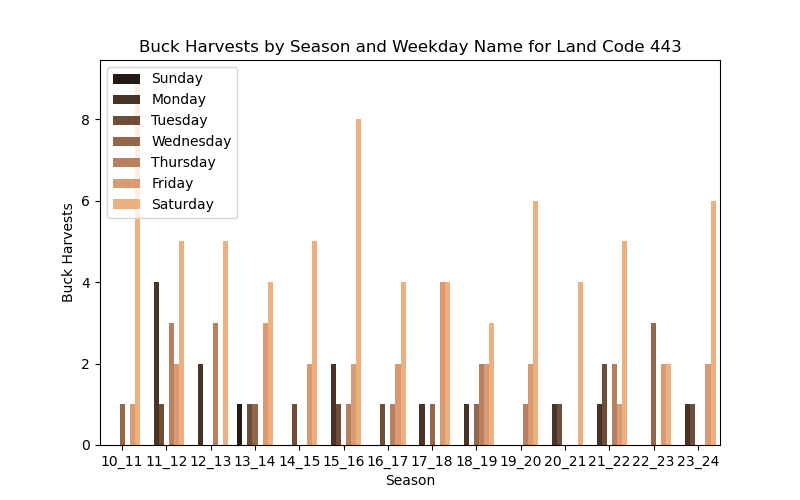 Buck Harvests by Season and Weekday Name for Land Code 443
Sunday
Monday
Tuesday
Wednesday
Thursday
Friday
Saturday
8
6
4
2
0
Buck Harvests
10_11 11_12 12_13 13_14 14_15 15_16 16_17 17_18 18_19 19_20 20_21 21_22 22_23 23_24
Season